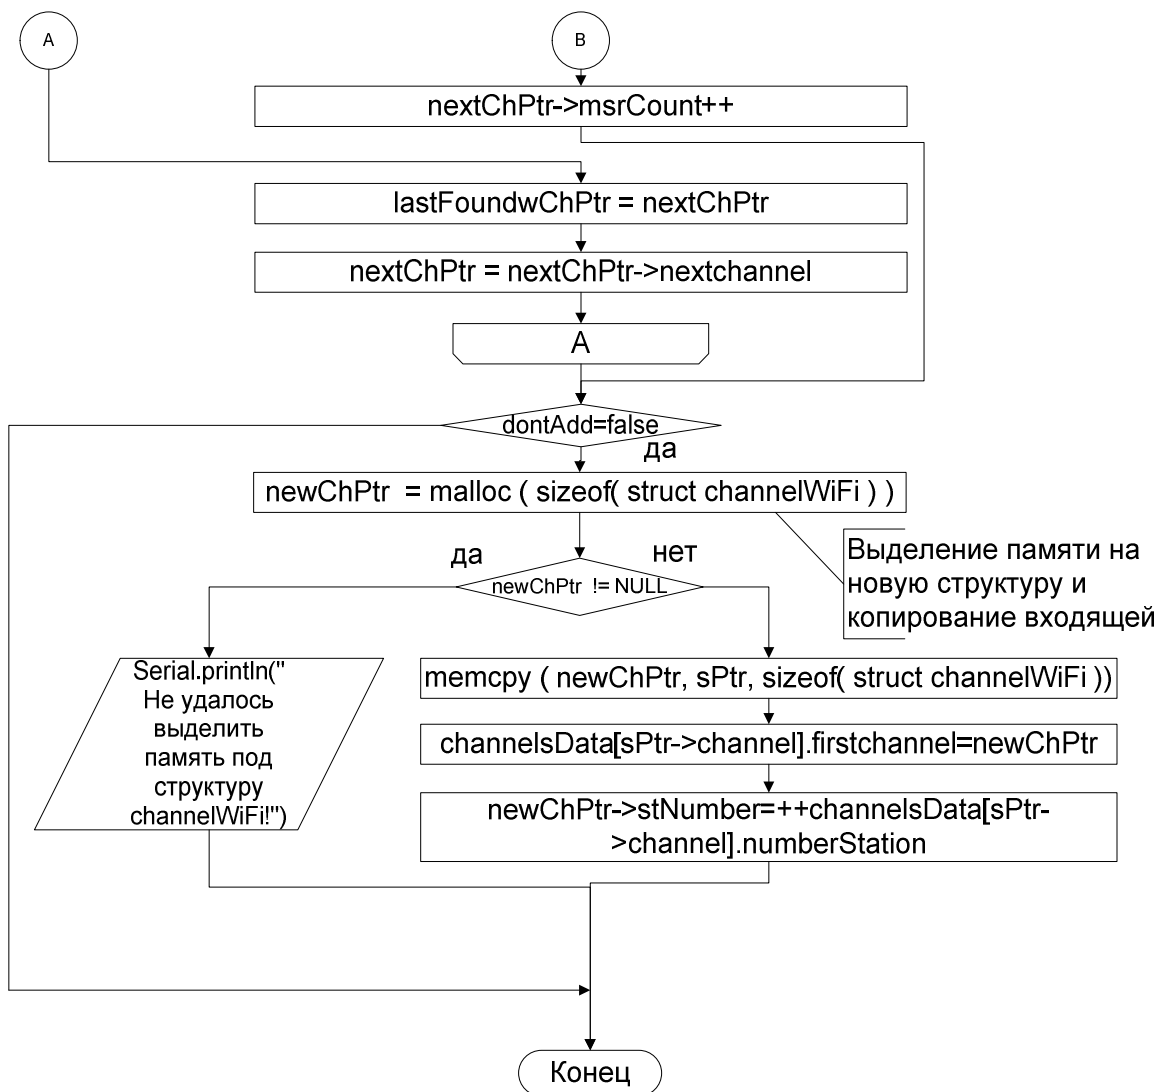 A
B
nextChPtr->msrCount++
lastFoundwChPtr = nextChPtr
nextChPtr = nextChPtr->nextchannel
A
dontAdd=false
да
newChPtr = malloc ( sizeof( struct channelWiFi ) )
да
нет
newChPtr != NULL
Выделение памяти на
новую структуру и
копирование входящей
Serial.println("
Не удалось
выделить
память под
структуру
channelWiFi!")
memcpy ( newChPtr, sPtr, sizeof( struct channelWiFi ))
channelsData[sPtr->channel].firstchannel=newChPtr
newChPtr->stNumber=++channelsData[sPtr-
>channel].numberStation
Конец